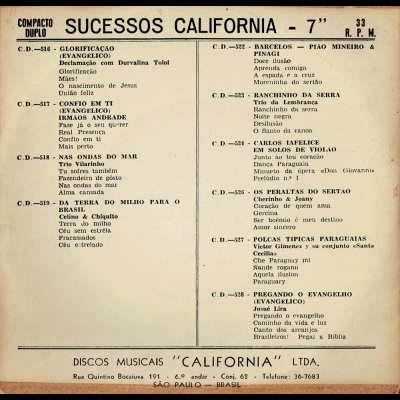 COMPACTO DUPLO
SUCESSOS CALIFORNIA - 7"
33 R. P. M.
C.D.—516 - GLORIFICAÇÃO
(EVANGELICO)
Declamação com Durvalina Toloi
Glorificação
Mães!
O nascimento de Jesus
União feliz
C.D.—517 - CONFIO EM TI
(EVANGELICO)
IRMAOS ANDRADE
Faze já o seu querer
Real Presença
Confio em ti
Mais perto
C.D.—518 - NAS ONDAS DO MAR
Trio Vilarinho
Tu sofres também
Fazendeiro de gôsto
Nas ondas do mar
Alma cansada
C.D.—519 - DA TERRA DO MILHO PARA O
BRASIL
Celino & Chiquito
Terra do milho
Céu sem estrêla
Fracassados
Céu estrelado
C.D.—522 - BARCELOS — PIAO MINEIRO &
PINAGI
Doce ilusão
Aprenda comigo
A espada e a cruz
Moreninha do sertão
C.D.—523 - RANCHINHO DA SERRA
Trio da Lembrança
Ranchinho da serra
Noite negra
Desilusão
O Santo da canoa
C.D.—524 - CARLOS IAFELICE
EM SOLOS DE VIOLAO
Junto ao teu coração
Dança Paraguaia
Minueto da ópera «Don Giovanni»
Prelúdio n.º 1
C.D.—526 - OS PERALTAS DO SERTAO
Cherinho & Joany
Coração de quem ama
Gercina
Ser boêmio é meu destino
Amor sincero
C.D.—527 - POLCAS TIPICAS PARAGUAIAS
Victor Gimenez y su conjunto «Santa
Cecilia»
Che Paraguay mi
Sande rogami
Aquela ilusion
Paraguary
C.D.—528 - PREGANDO O EVANGELHO
(EVANGELICO)
Josué Lira
Pregando o evangelho
Caminho da vida e luz
Canto dos arcanjos
Brasileiros! Pegai a Bíblia
DISCOS MUSICAIS "CALIFORNIA" LTDA.
Rua Quintino Bocaiuva 191 - 6.º andar - Conj. 62 - Telefone: 36-7683
SÃO PAULO — BRASIL